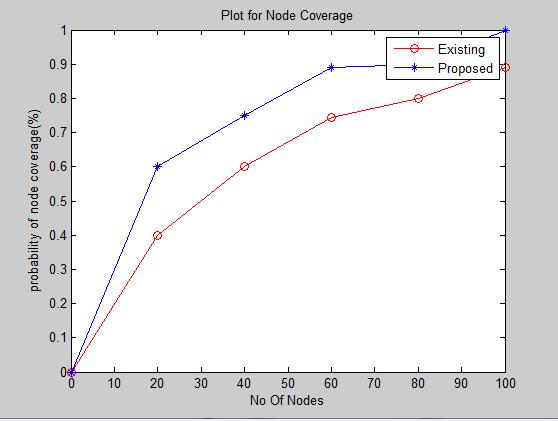 Plot for Node Coverage
Existing
Proposed
1
0.9
0.8
0.7
0.6
0.5
0.4
0.3
0.2
0.1
0
probability of node coverage(%)
0 10 20 30 40 50 60 70 80 90 100
No Of Nodes